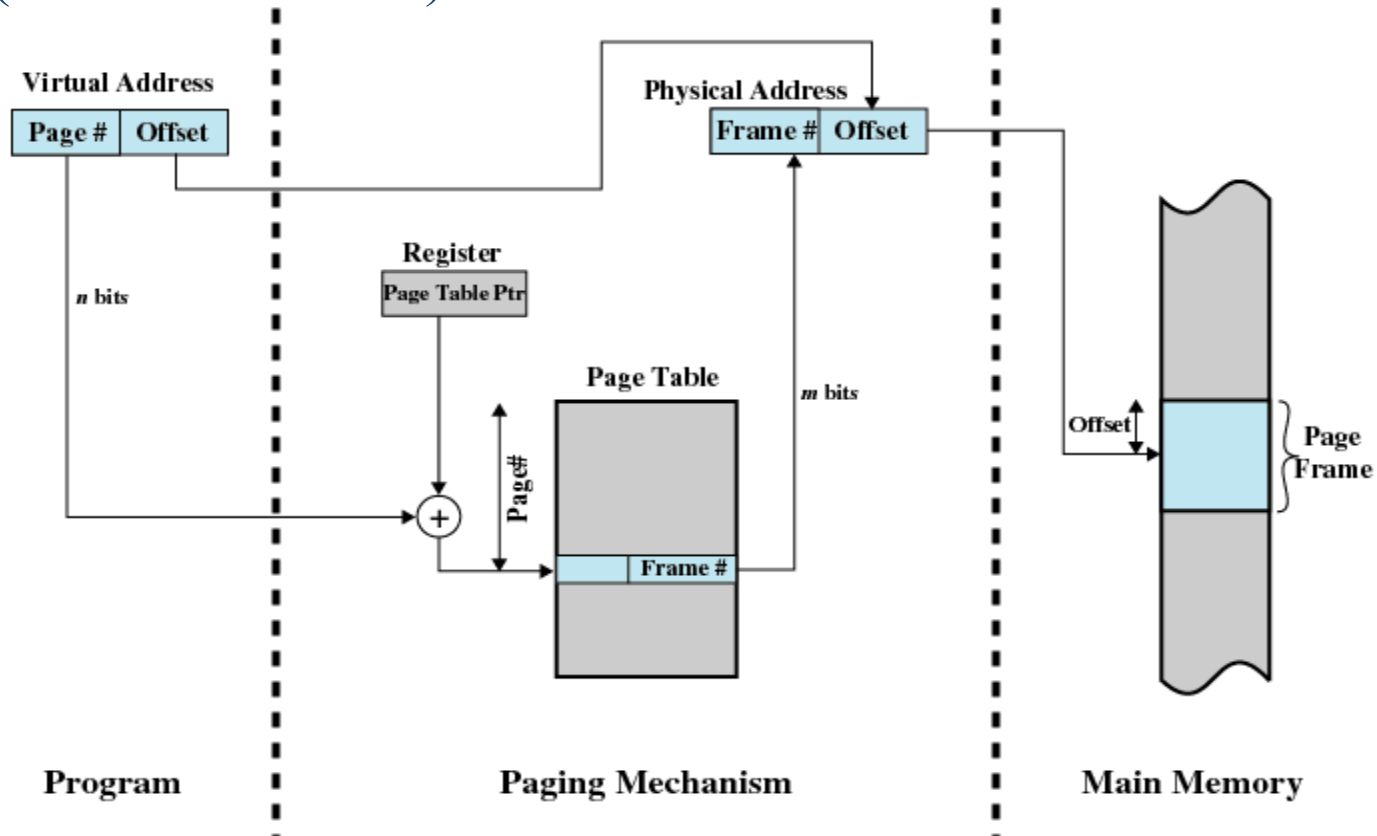 Virtual Address
Page # Offset
Physical Address
Frame # Offset
n bits
Register
Page Table Ptr
Page Table
Page#
Frame #
m bits
Offset
Page
Frame
Program
Paging Mechanism
Main Memory
+